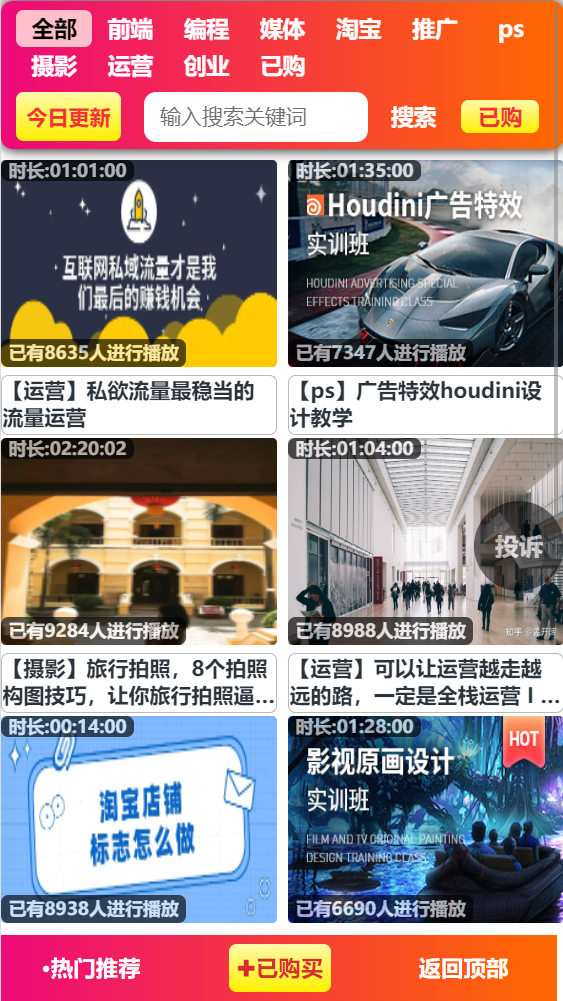 全部 前端 编程 媒体 淘宝 推广 ps
摄影 运营 创业 已购
今日更新 输入搜索关键词 搜索 已购
时长:01:01:00
互联网私域流量才是我
们最后的赚钱机会
已有8635人进行播放
【运营】私欲流量最稳当的
流量运营
时长:01:35:00
Houdini广告特效
实训班
HOUDINI ADVERTISING SPECIAL
EFFECTS TRAINING CLASS
已有7347人进行播放
【ps】广告特效houdini设
计教学
时长:02:20:02
已有9284人进行播放
【摄影】旅行拍照，8个拍照
构图技巧，让你旅行拍照逼...
时长:01:04:00
投诉
知乎 @孟开阔
已有8988人进行播放
【运营】可以让运营越走越
远的路，一定是全栈运营！...
时长:00:14:00
淘宝店铺
标志怎么做
已有8938人进行播放
时长:01:28:00
HOT
影视原画设计
实训班
FILM AND TV ORIGINAL PAINTING
DESIGN TRAINING CLASS
已有6690人进行播放
•热门推荐 +已购买 返回顶部